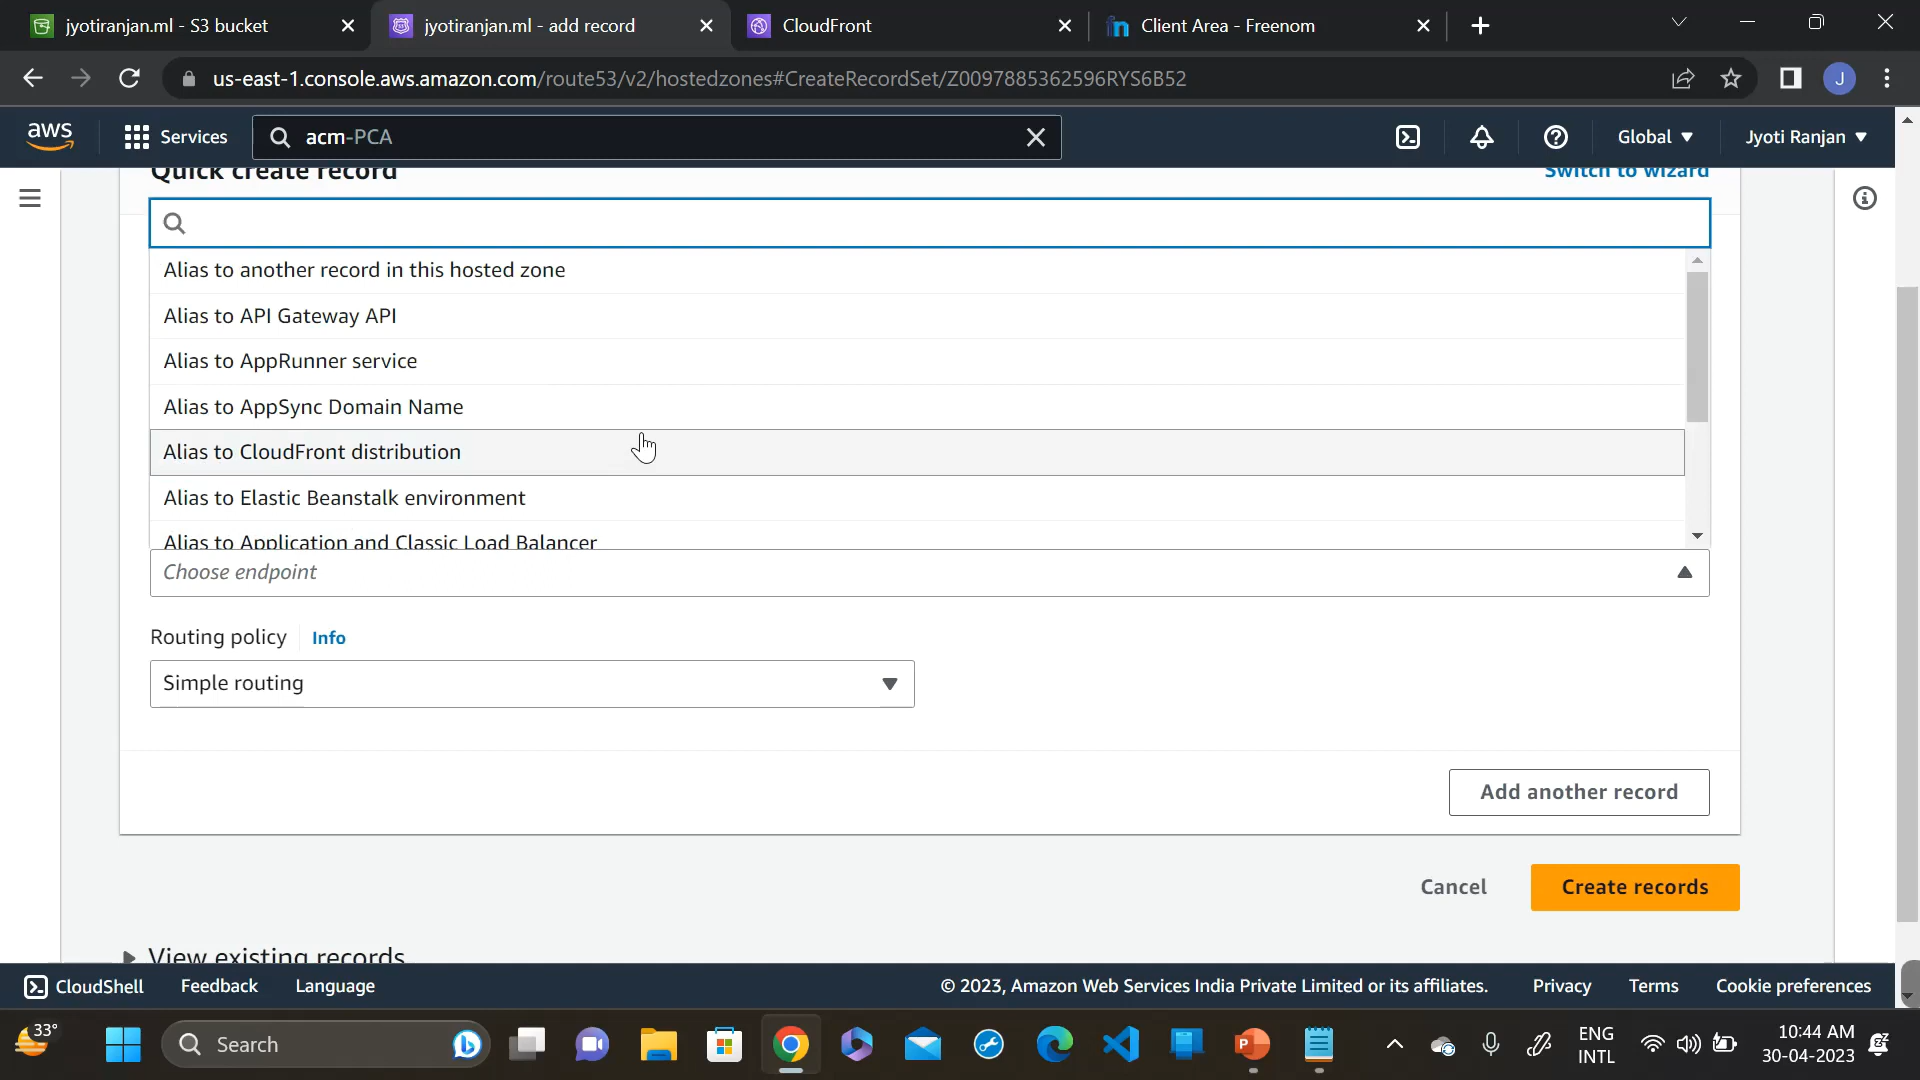 jyotiranjan.ml - S3 bucket
jyotiranjan.ml - add record
CloudFront
Client Area - Freenom
us-east-1.console.aws.amazon.com/route53/v2/hostedzones#CreateRecordSet/Z0097885362596RYS6B52
J
aws
Services
acm-PCA
Global
Jyoti Ranjan
Quick create record
Switch to wizard
Alias to another record in this hosted zone
Alias to API Gateway API
Alias to AppRunner service
Alias to AppSync Domain Name
Alias to CloudFront distribution
Alias to Elastic Beanstalk environment
Alias to Application and Classic Load Balancer
Choose endpoint
Routing policy
Info
Simple routing
Add another record
Cancel
Create records
View existing records
CloudShell
Feedback
Language
© 2023, Amazon Web Services India Private Limited or its affiliates.
Privacy
Terms
Cookie preferences
33°
Search
ENG
INTL
10:44 AM
30-04-2023